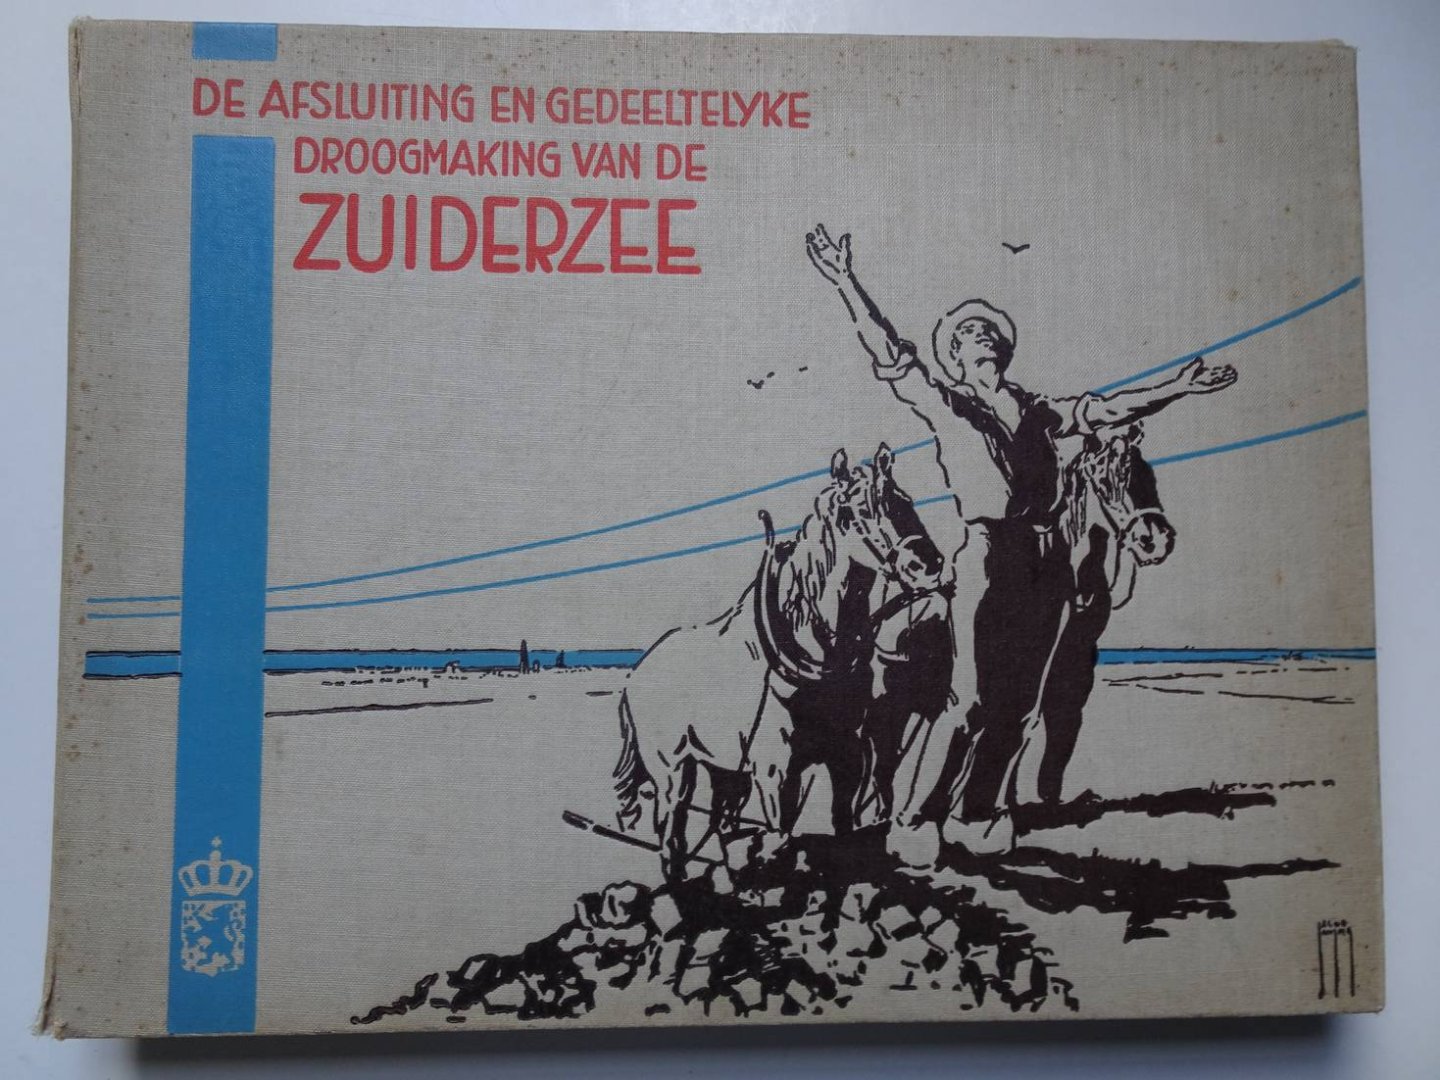 DE AFSLUITING EN GEDEELTELYKE
DROOGMAKING VAN DE
ZUIDERZEE